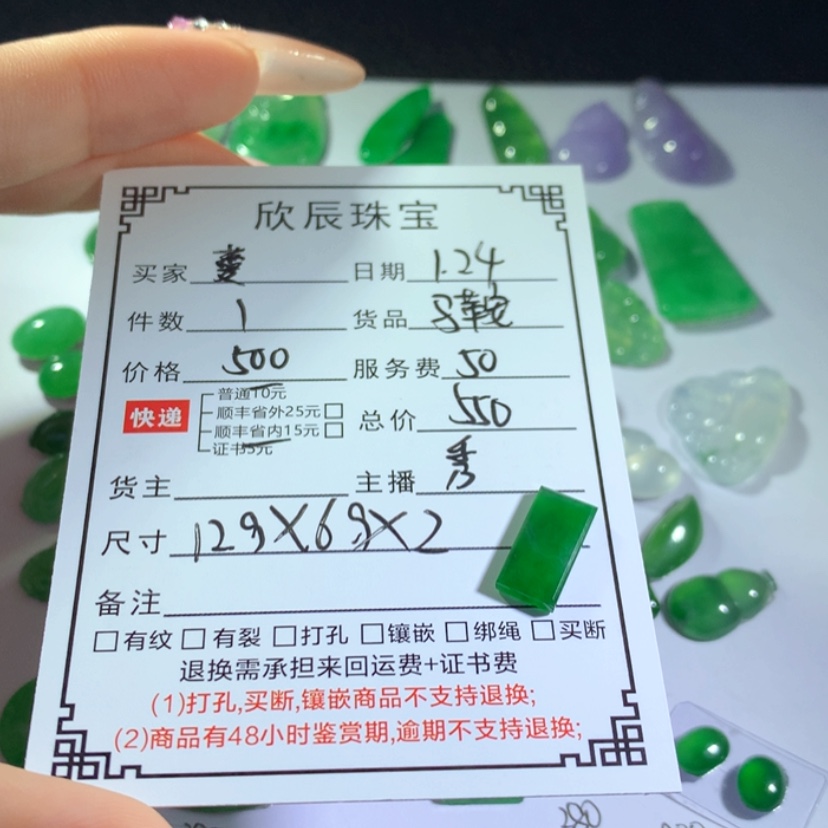 欣辰珠宝
买家 日期 1.24
件数 1 货品 马鞍
价格 500 服务费 50
快递
普通10元
顺丰省外25元
顺丰省内15元
证书5元
总价 550
货主 主播 秀
尺寸 129X69X2
备注
有纹 有裂 打孔 镶嵌 绑绳 买断
退换需承担来回运费+证书费
(1)打孔,买断,镶嵌商品不支持退换;
(2)商品有48小时鉴赏期,逾期不支持退换;